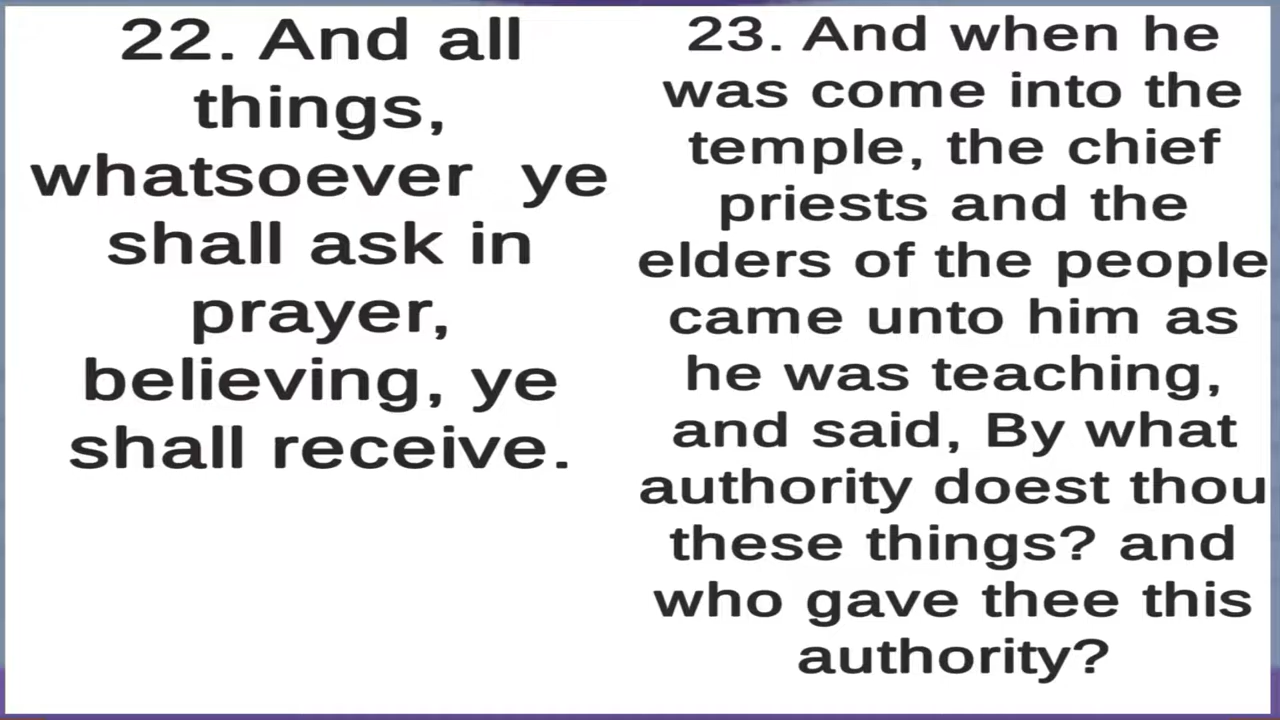 22. And all
things,
whatsoever  ye
shall ask in
prayer,
believing, ye
shall receive.
23. And when he
was come into the
temple, the chief
priests and the
elders of the people
came unto him as
he was teaching,
and said, By what
authority doest thou
these things? and
who gave thee this
authority?